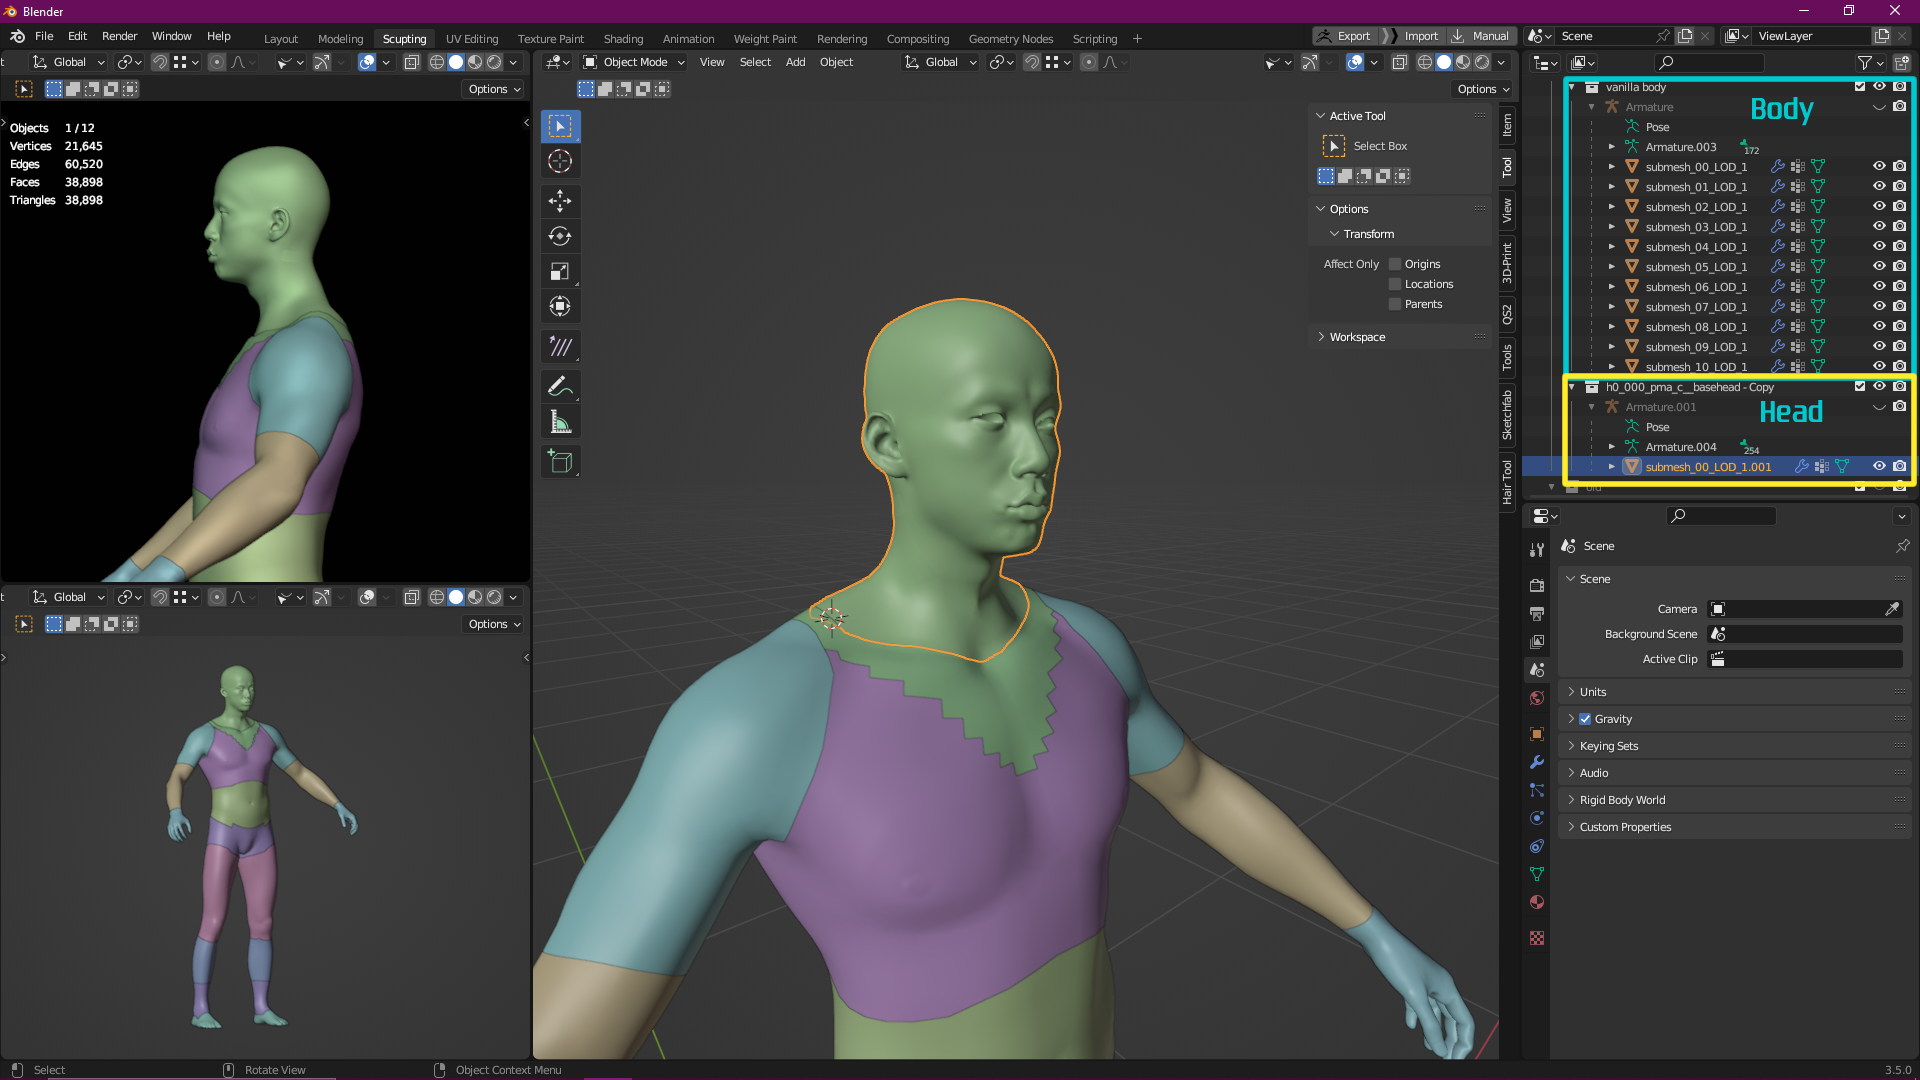 Blender
File Edit Render Window Help
Layout Modeling Scupting UV Editing Texture Paint Shading Animation Weight Paint Rendering Compositing Geometry Nodes Scripting +
Export Import Manual
Scene
ViewLayer
Global
Options
Objects 1 / 12
Vertices 21,645
Edges 60,520
Faces 38,898
Triangles 38,898
Global
Options
Object Mode View Select Add Object
Global
Options
Active Tool
Select Box
Options
Transform
Affect Only Origins
Locations
Parents
Workspace
Item
Tool
View
3D-Print
QS2
Tools
Sketchfab
Hair Tool
vanilla body
Body
Armature
Pose
Armature.003 172
submesh_00_LOD_1
submesh_01_LOD_1
submesh_02_LOD_1
submesh_03_LOD_1
submesh_04_LOD_1
submesh_05_LOD_1
submesh_06_LOD_1
submesh_07_LOD_1
submesh_08_LOD_1
submesh_09_LOD_1
submesh_10_LOD_1
h0_000_pma_c__basehead - Copy
Head
Armature.001
Pose
Armature.004 254
submesh_00_LOD_1.001
old
Scene
Scene
Camera
Background Scene
Active Clip
Units
Gravity
Keying Sets
Audio
Rigid Body World
Custom Properties
Select
Rotate View
Object Context Menu
3.5.0